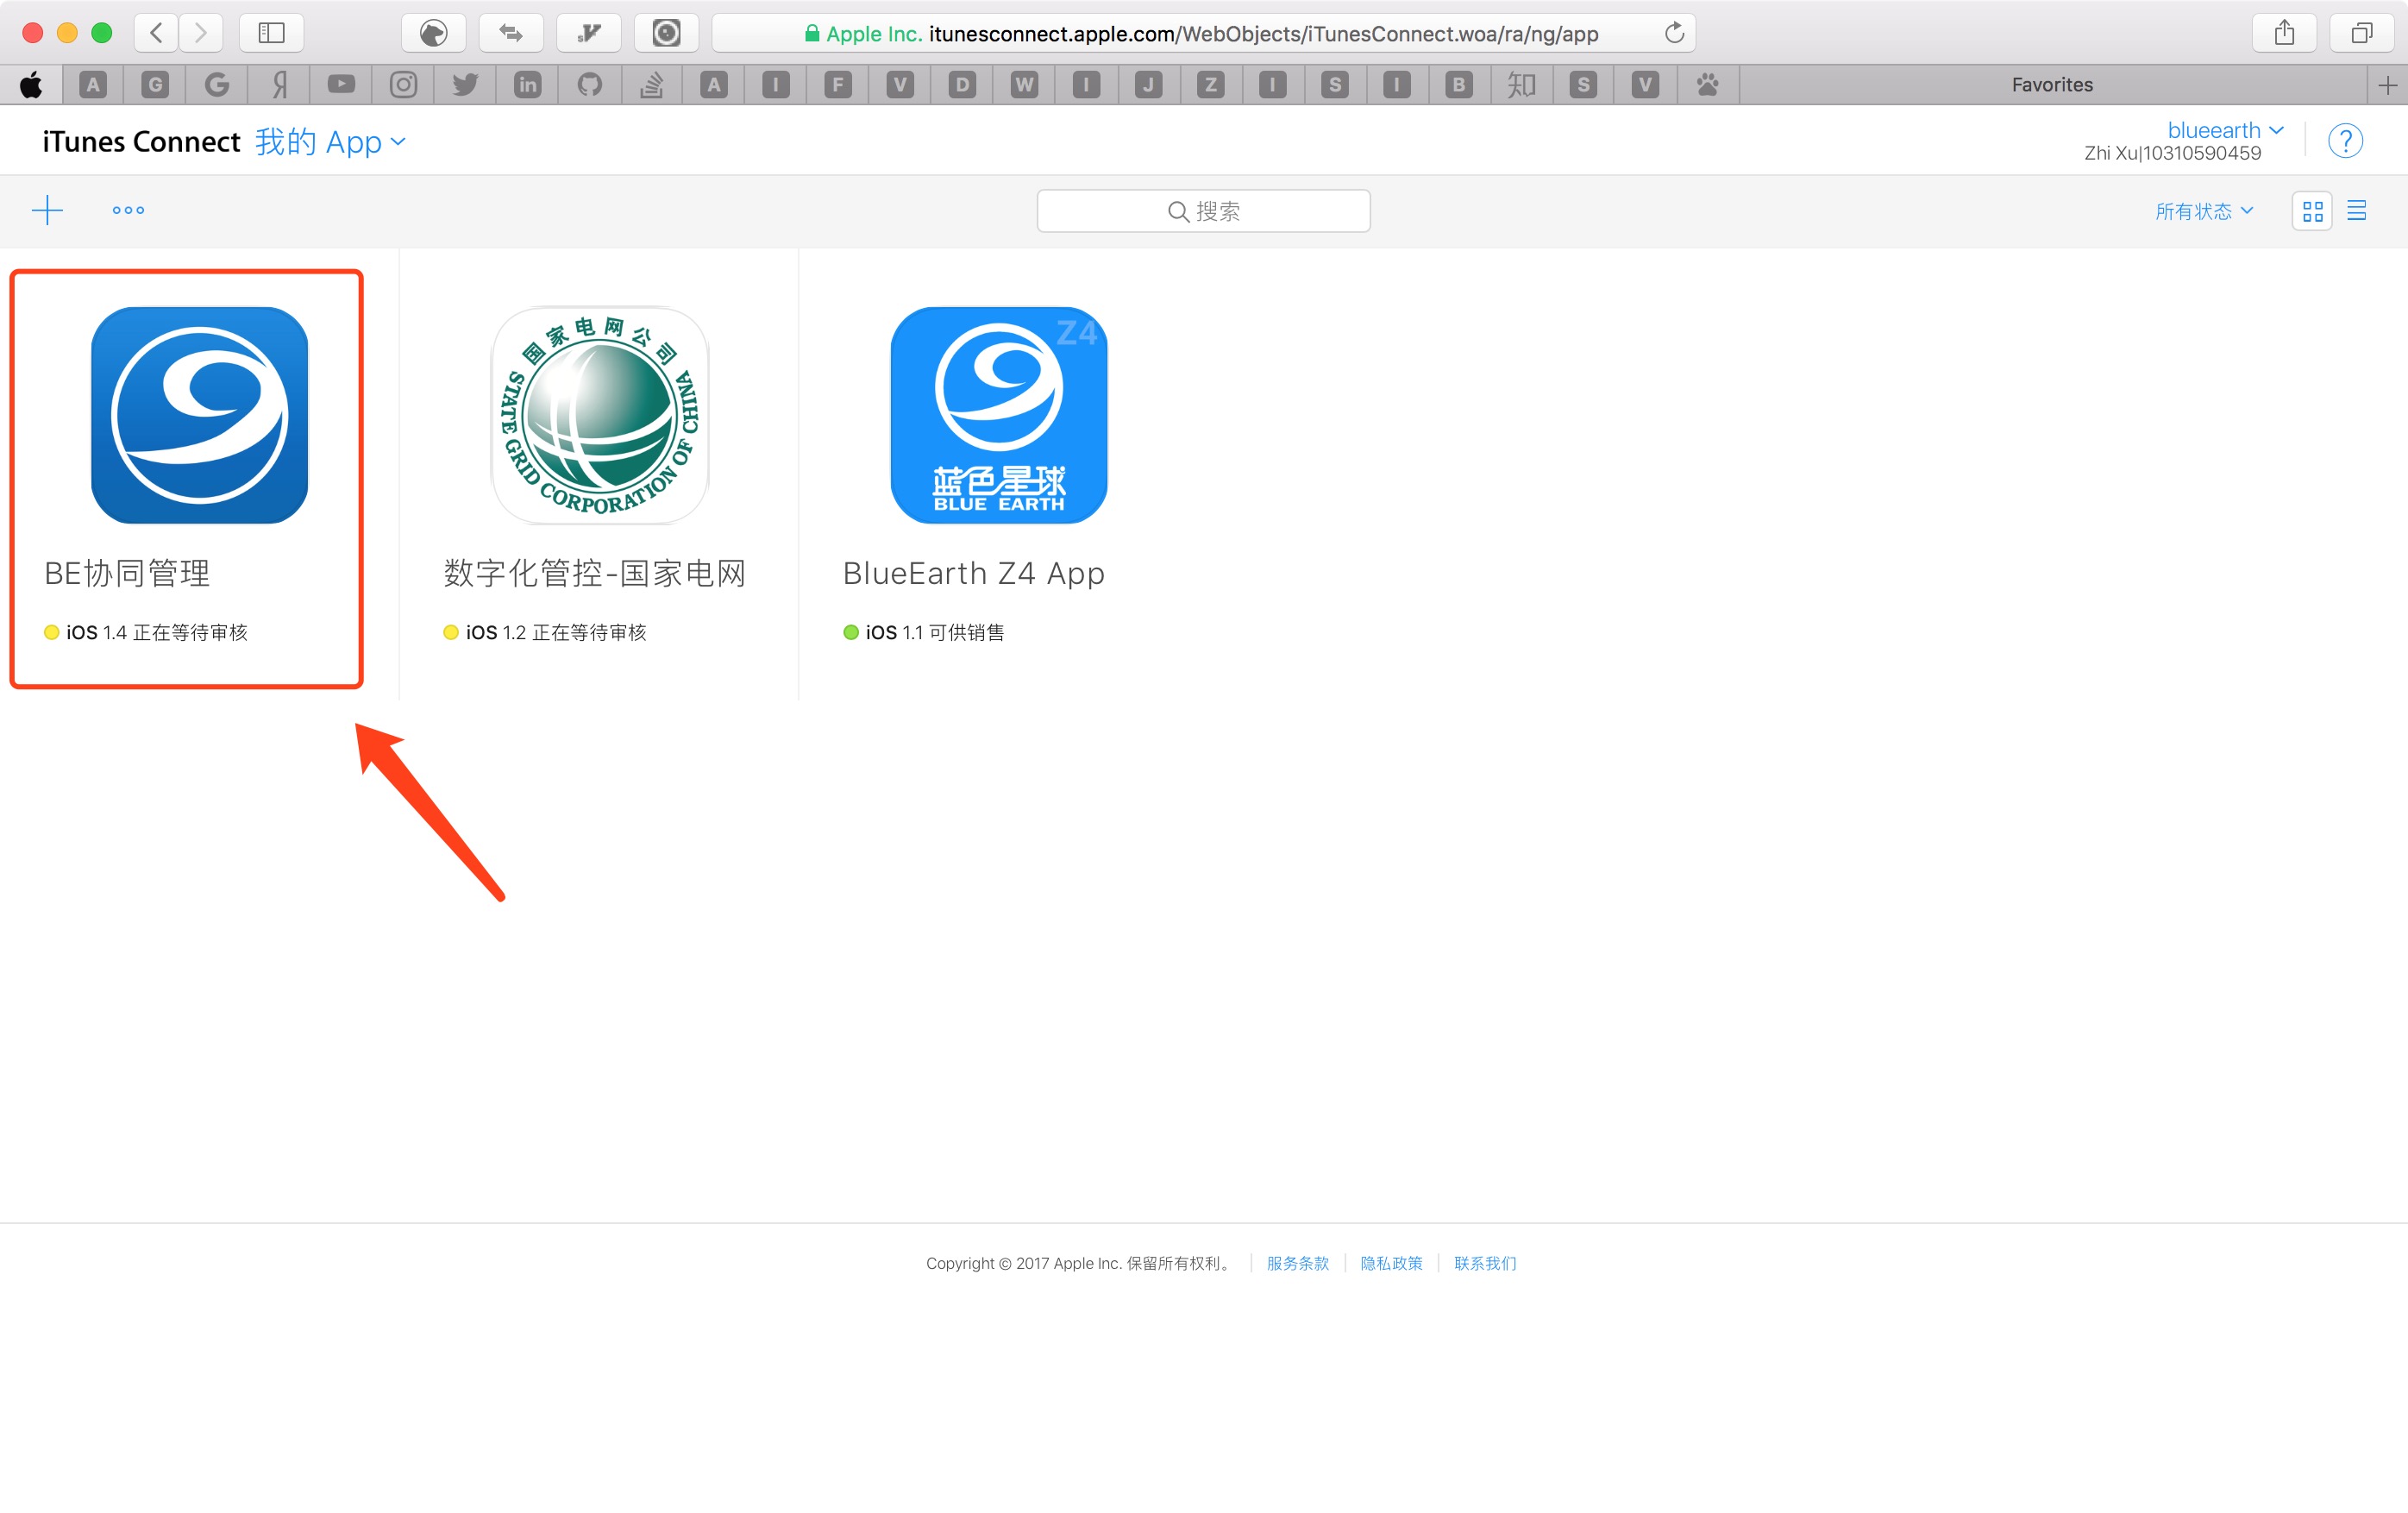 Apple Inc. itunesconnect.apple.com/WebObjects/iTunesConnect.woa/ra/ng/app
A G G Я in A I F V D W I J Z I S I B 知 S V Favorites
iTunes Connect 我的 App
blueearth
Zhi Xu|10310590459
搜索
所有状态
国家电网公司
STATE GRID CORPORATION OF CHINA
Z4
蓝色星球
BLUE EARTH
BE协同管理
iOS 1.4 正在等待审核
数字化管控-国家电网
iOS 1.2 正在等待审核
BlueEarth Z4 App
iOS 1.1 可供销售
Copyright © 2017 Apple Inc. 保留所有权利。 服务条款 隐私政策 联系我们